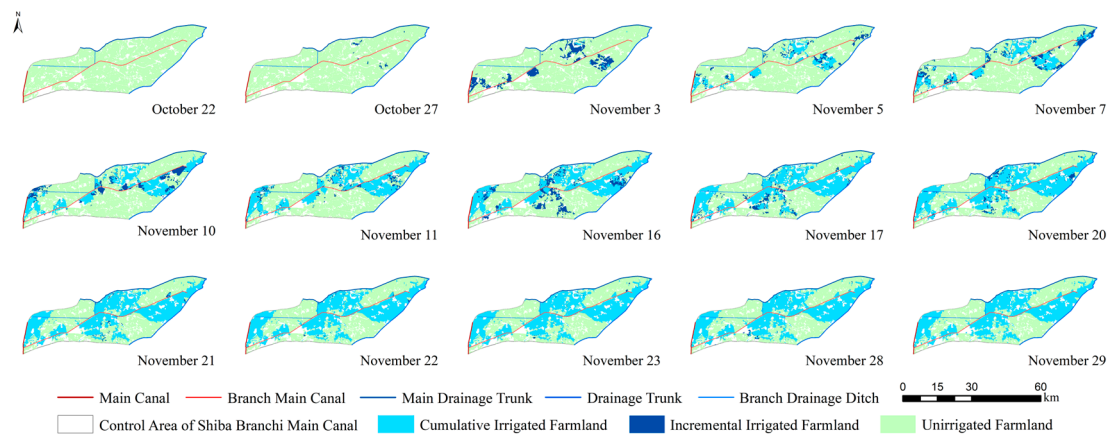 N
October 22
October 27
November 3
November 5
November 7
November 10
November 11
November 16
November 17
November 20
November 21
November 22
November 23
November 28
November 29
Main Canal
Branch Main Canal
Main Drainage Trunk
Drainage Trunk
Branch Drainage Ditch
0 15 30 60
km
Control Area of Shiba Branchi Main Canal
Cumulative Irrigated Farmland
Incremental Irrigated Farmland
Unirrigated Farmland